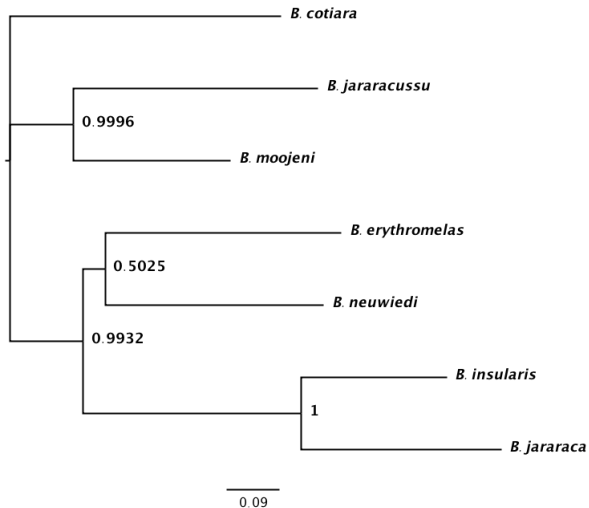 B. cotiara
B. jararacussu
0.9996
B. moojeni
B. erythromelas
0.5025
B. neuwiedi
0.9932
B. insularis
1
B. jararaca
0.09